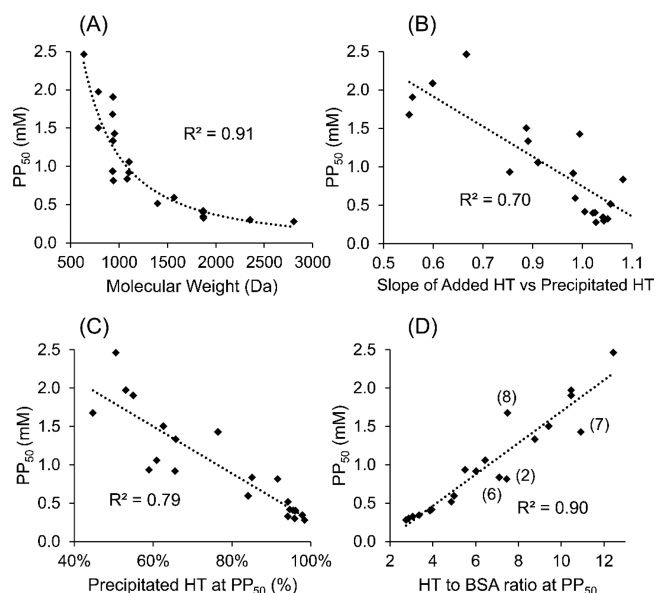 (A)
2.5
2.0
1.5
1.0
0.5
0.0
PP50 (mM)
R² = 0.91
500 1000 1500 2000 2500 3000
Molecular Weight (Da)
(B)
2.5
2.0
1.5
1.0
0.5
0.0
PP50 (mM)
R² = 0.70
0.5 0.6 0.7 0.8 0.9 1.0 1.1
Slope of Added HT vs Precipitated HT
(C)
2.5
2.0
1.5
1.0
0.5
0.0
PP50 (mM)
R² = 0.79
40% 60% 80% 100%
Precipitated HT at PP50 (%)
(D)
2.5
2.0
1.5
1.0
0.5
0.0
PP50 (mM)
(8)
(7)
(2)
(6)
R² = 0.90
2 4 6 8 10 12
HT to BSA ratio at PP50